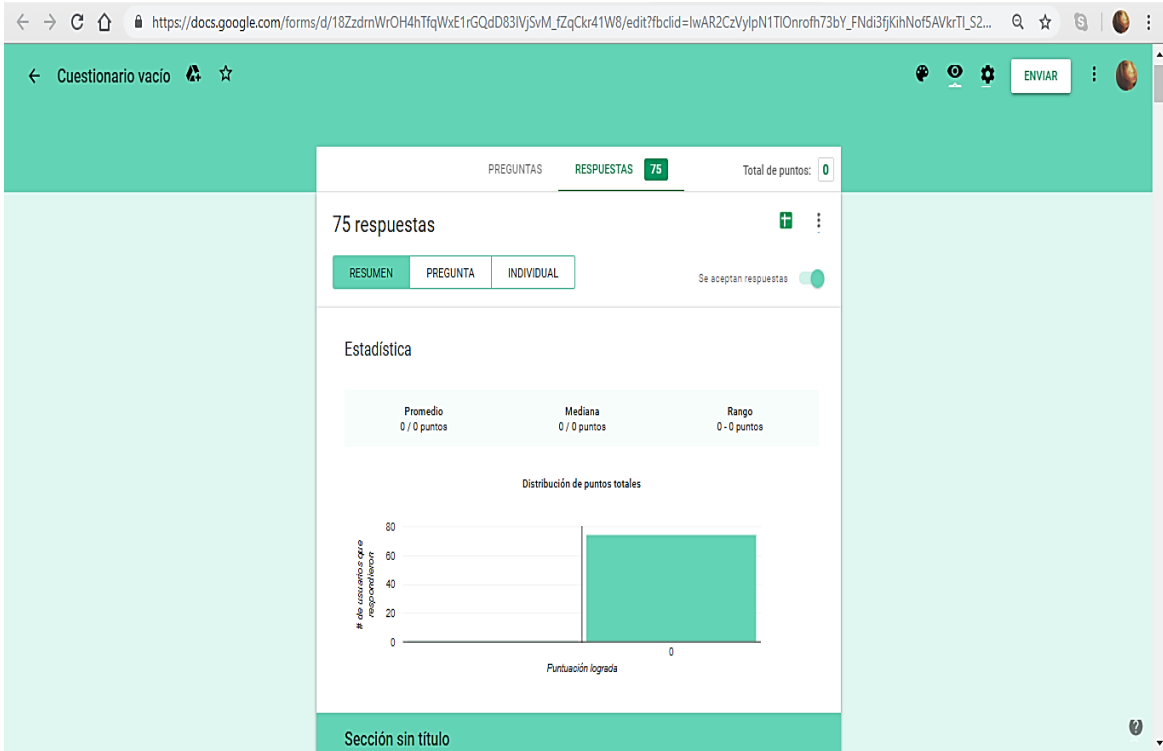 https://docs.google.com/forms/d/18ZzdrnWrOH4hTfqWxE1rGQdD83lVjSvM_fZqCkr41W8/edit?fbclid=IwAR2CzVylpN1TlOnrofh73bY_FNdi3fjKihNof5AVkrTl_S2...
Cuestionario vacío
ENVIAR
PREGUNTAS RESPUESTAS 75 Total de puntos: 0
75 respuestas
RESUMEN PREGUNTA INDIVIDUAL
Se aceptan respuestas
Estadística
Promedio Mediana Rango
0 / 0 puntos 0 / 0 puntos 0 - 0 puntos
Distribución de puntos totales
# de usuarios que
respondieron
80
60
40
20
0
0
Puntuación lograda
Sección sin título